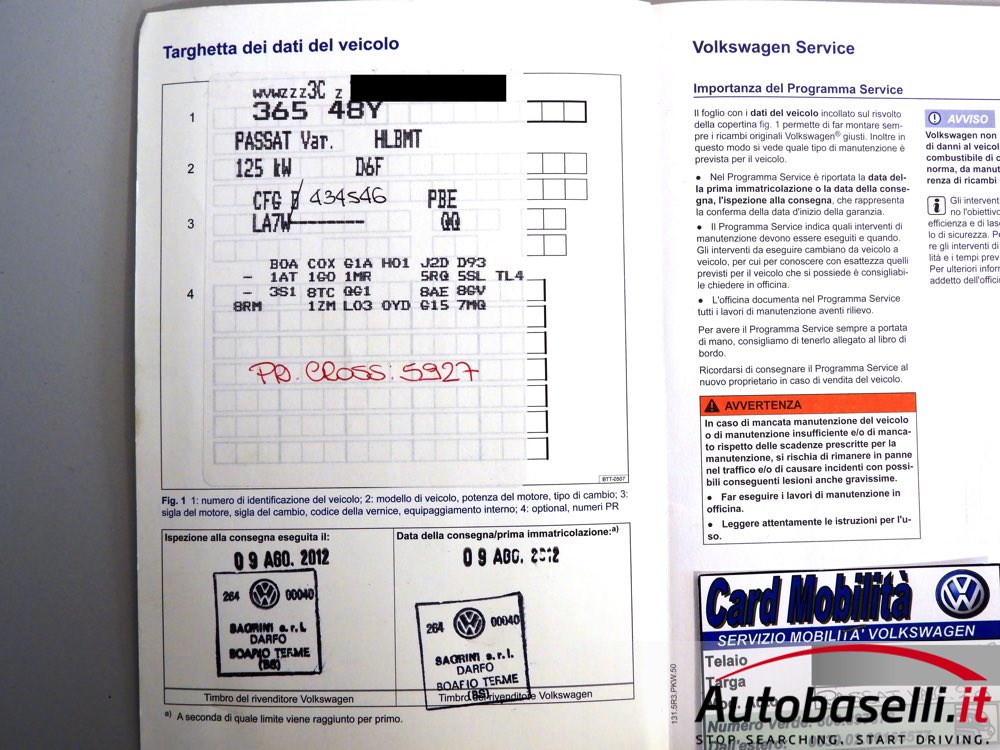 Targhetta dei dati del veicolo
WVWZZZ3C Z
1
365 48Y
PASSAT Var. HLBMT
2
125 kW D6F
CFG 434546 PBE
3
LA7W---------- QQ
BOA COX G1A HO1 J2D D93
- 1AT 1GO 1MR 5RQ 5SL TL4
4
- 3S1 8TC QG1 8AE 8GV
8RM 1ZM LO3 OYD G15 7MQ
PR. CROSS: 5927
BTT-0507
Fig. 1 1: numero di identificazione del veicolo; 2: modello di veicolo, potenza del motore, tipo di cambio; 3:
sigla del motore, sigla del cambio, codice della vernice, equipaggiamento interno; 4: optional, numeri PR
Ispezione alla consegna eseguita il:
09 AGO. 2012
264 00040
SAORINI s.r.l.
DARFO
BOARIO TERME
(BS)
Timbro del rivenditore Volkswagen
Data della consegna/prima immatricolazione:a)
09 AGO. 2012
264 00040
SAORINI s.r.l.
DARFO
BOARIO TERME
(BS)
Timbro del rivenditore Volkswagen
a) A seconda di quale limite viene raggiunto per primo.
131.5R3.PKW.50
Volkswagen Service
Importanza del Programma Service
Il foglio con i dati del veicolo incollato sul risvolto
della copertina fig. 1 permette di far montare sem-
pre i ricambi originali Volkswagen® giusti. Inoltre in
questo modo si vede quale tipo di manutenzione è
prevista per il veicolo.
● Nel Programma Service è riportata la data del-
la prima immatricolazione o la data della conse-
gna, l'ispezione alla consegna, che rappresenta
la conferma della data d'inizio della garanzia.
● Il Programma Service indica quali interventi di
manutenzione devono essere eseguiti e quando.
Gli interventi da eseguire cambiano da veicolo a
veicolo, per cui per conoscere con esattezza quelli
previsti per il veicolo che si possiede è consigliabi-
le chiedere in officina.
● L'officina documenta nel Programma Service
tutti i lavori di manutenzione aventi rilievo.
Per avere il Programma Service sempre a portata
di mano, consigliamo di tenerlo allegato al libro di
bordo.
Ricordarsi di consegnare il Programma Service al
nuovo proprietario in caso di vendita del veicolo.
AVVERTENZA
In caso di mancata manutenzione del veicolo
o di manutenzione insufficiente e/o di manca-
to rispetto delle scadenze prescritte per la
manutenzione, si rischia di rimanere in panne
nel traffico e/o di causare incidenti con possi-
bili conseguenti lesioni anche gravissime.
● Far eseguire i lavori di manutenzione in
officina.
● Leggere attentamente le istruzioni per l'u-
so.
AVVISO
Volkswagen non
di danni al veicol
combustibile di c
norma, da manut
renza di ricambi
Gli intervent
no l'obiettiv
efficienza e di las
lo di sicurezza. Pe
re gli interventi di
lità e i tempi prev
Per ulteriori inform
addetto dell'offici
Card Mobilità
SERVIZIO MOBILITA' VOLKSWAGEN
Telaio
Targa
Numero Verde:
Dall'estero:
Autobaselli.it
STOP SEARCHING. START DRIVING.